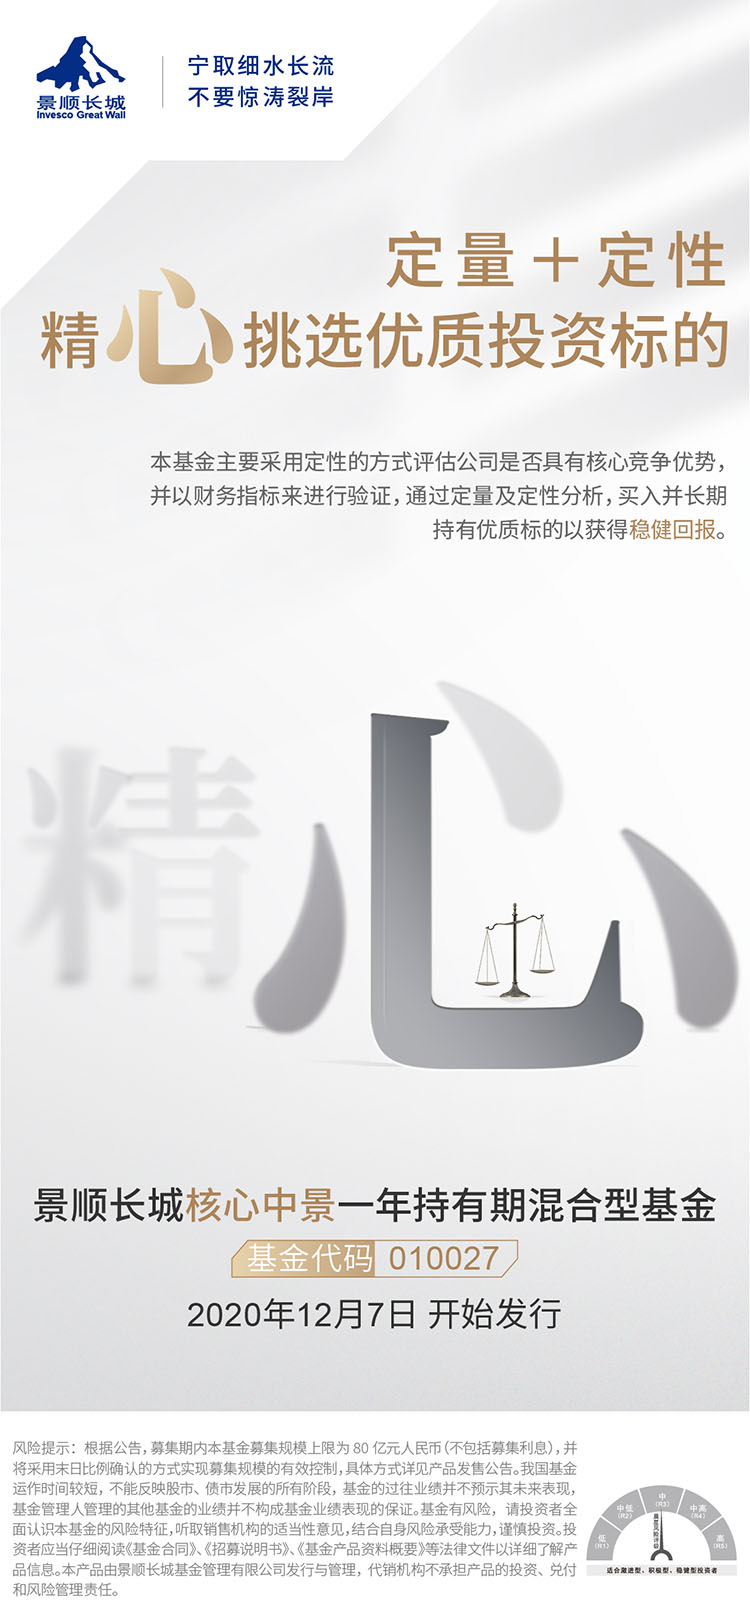 宁取细水长流
不要惊涛裂岸
景顺长城
Invesco Great Wall
定量＋定性
精心挑选优质投资标的
本基金主要采用定性的方式评估公司是否具有核心竞争优势，
并以财务指标来进行验证，通过定量及定性分析，买入并长期
持有优质标的以获得稳健回报。
精心
景顺长城核心中景一年持有期混合型基金
基金代码 010027
2020年12月7日 开始发行
风险提示：根据公告，募集期内本基金募集规模上限为 80 亿元人民币（不包括募集利息），并
将采用末日比例确认的方式实现募集规模的有效控制，具体方式详见产品发售公告。我国基金
运作时间较短，不能反映股市、债市发展的所有阶段，基金的过往业绩并不预示其未来表现，
基金管理人管理的其他基金的业绩并不构成基金业绩表现的保证。基金有风险，请投资者全
面认识本基金的风险特征，听取销售机构的适当性意见，结合自身风险承受能力，谨慎投资。投
资者应当仔细阅读《基金合同》、《招募说明书》、《基金产品资料概要》等法律文件以详细了解产
品信息。本产品由景顺长城基金管理有限公司发行与管理，代销机构不承担产品的投资、兑付
和风险管理责任。
低
(R1)
中低
(R2)
中
(R3)
中高
(R4)
高
(R5)
适合激进型、积极型、稳健型投资者